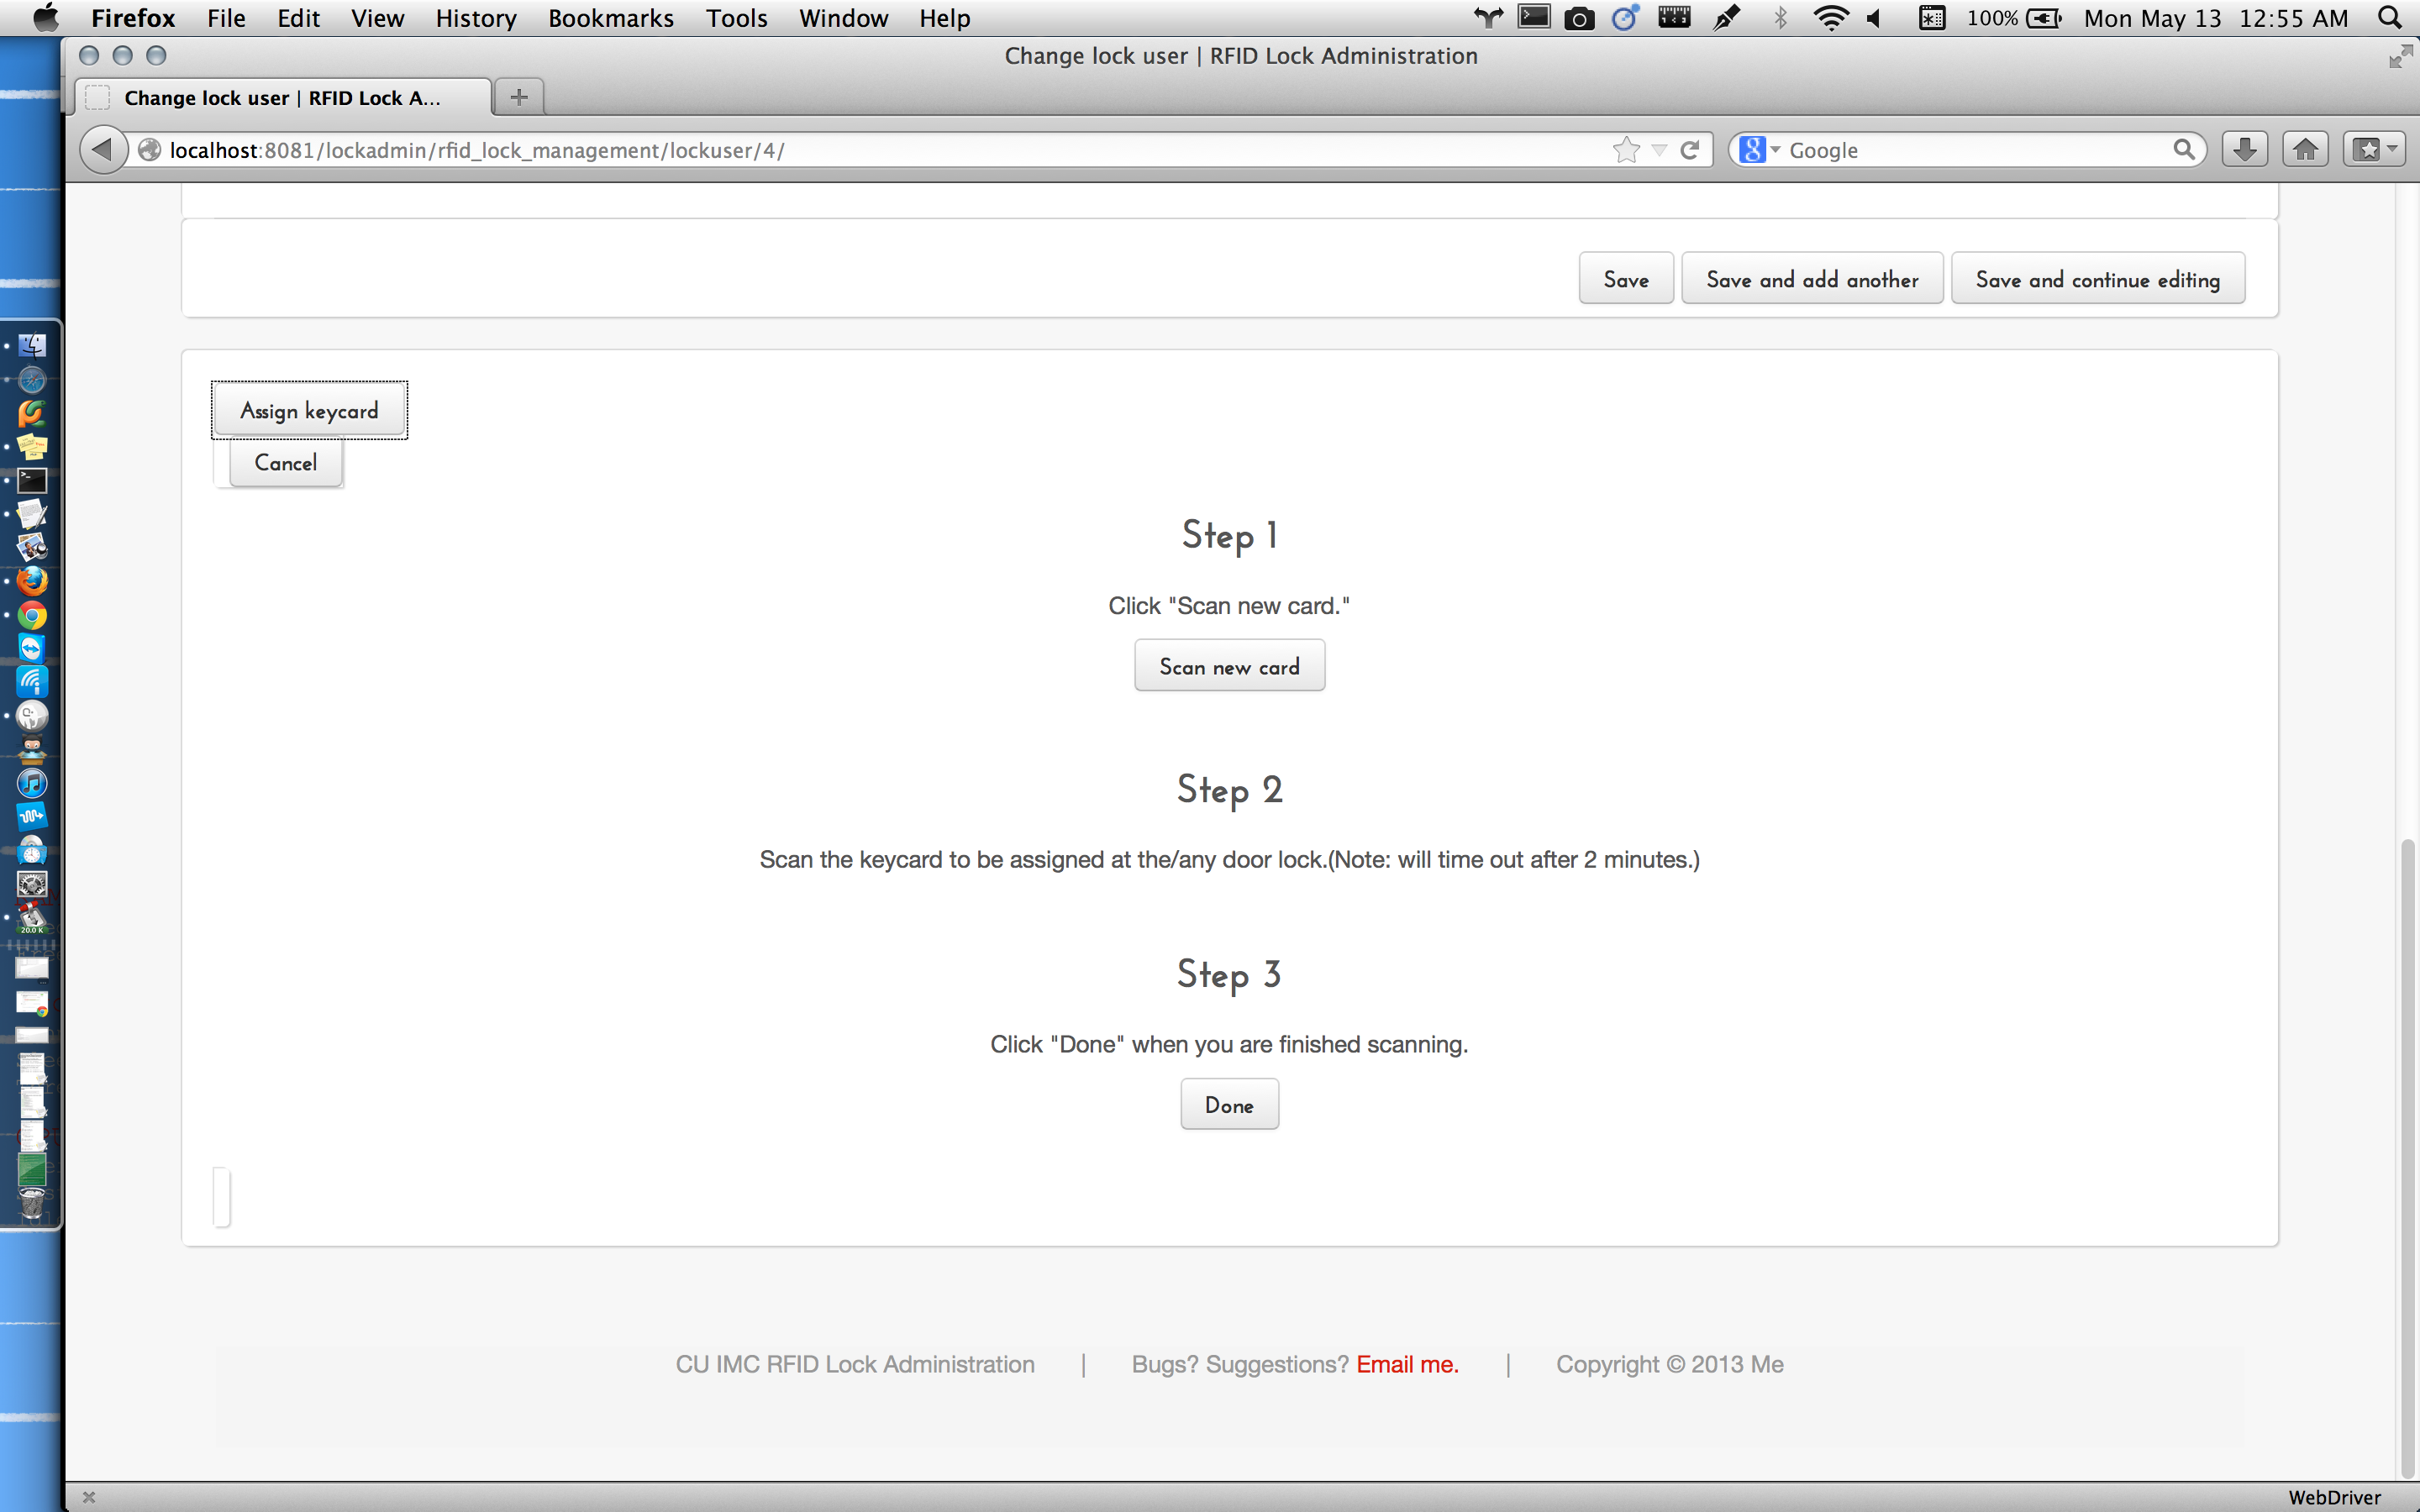 Firefox File Edit View History Bookmarks Tools Window Help 100% Mon May 13 12:55 AM
Change lock user | RFID Lock Administration
Change lock user | RFID Lock A...
localhost:8081/lockadmin/rfid_lock_management/lockuser/4/ Google
Save Save and add another Save and continue editing
Assign keycard
Cancel
Step 1
Click "Scan new card."
Scan new card
Step 2
Scan the keycard to be assigned at the/any door lock.(Note: will time out after 2 minutes.)
Step 3
Click "Done" when you are finished scanning.
Done
20.0 K
CU IMC RFID Lock Administration | Bugs? Suggestions? Email me. | Copyright © 2013 Me
WebDriver